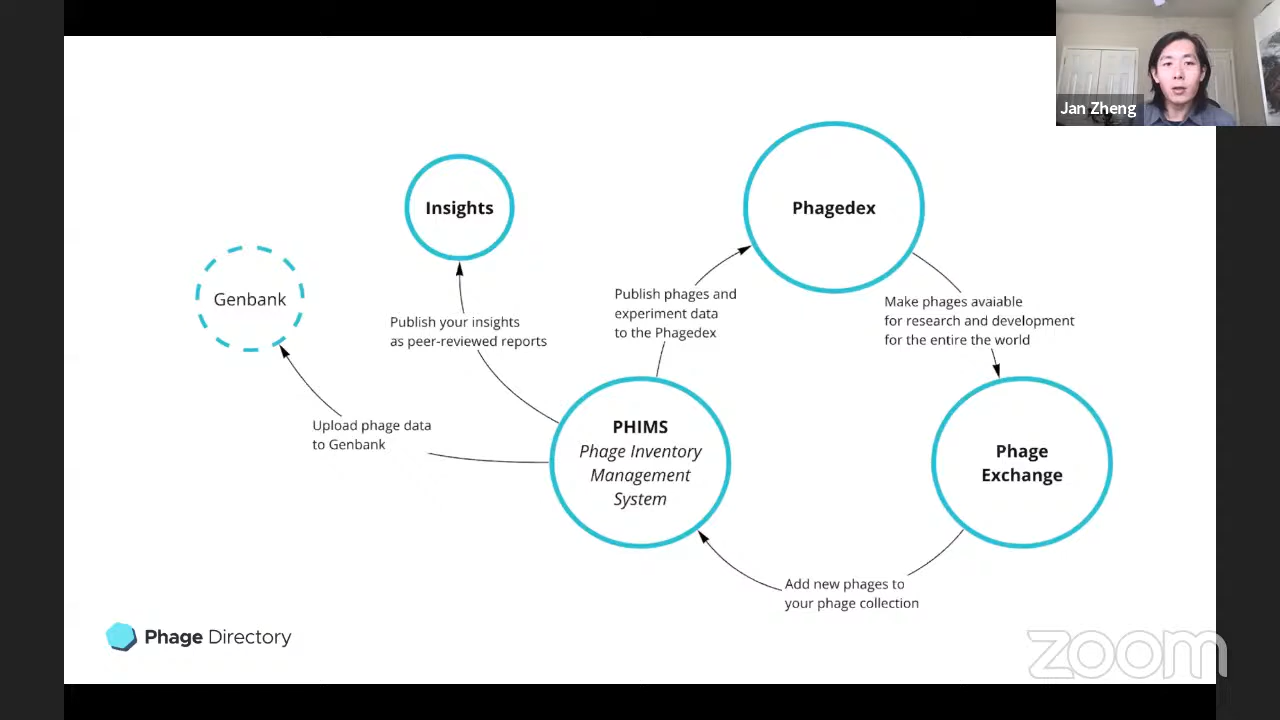 Jan Zheng
Insights
Phagedex
Genbank
Publish phages and
experiment data
to the Phagedex
Make phages avaiable
for research and development
for the entire the world
Publish your insights
as peer-reviewed reports
Upload phage data
to Genbank
PHIMS
Phage Inventory
Management
System
Phage
Exchange
Add new phages to
your phage collection
Phage Directory
zoom